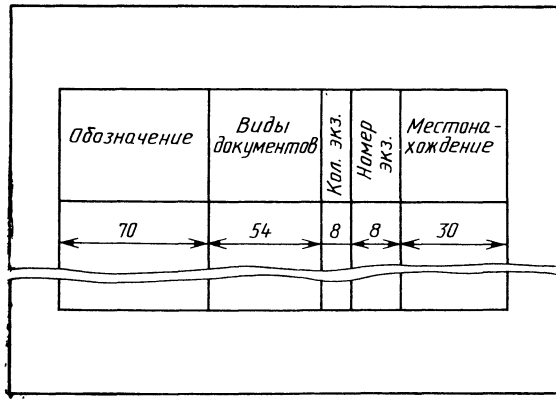 Обозначение
Виды
документов
Кол. экз.
Номер
экз.
Местона-
хождение
70
54
8
8
30